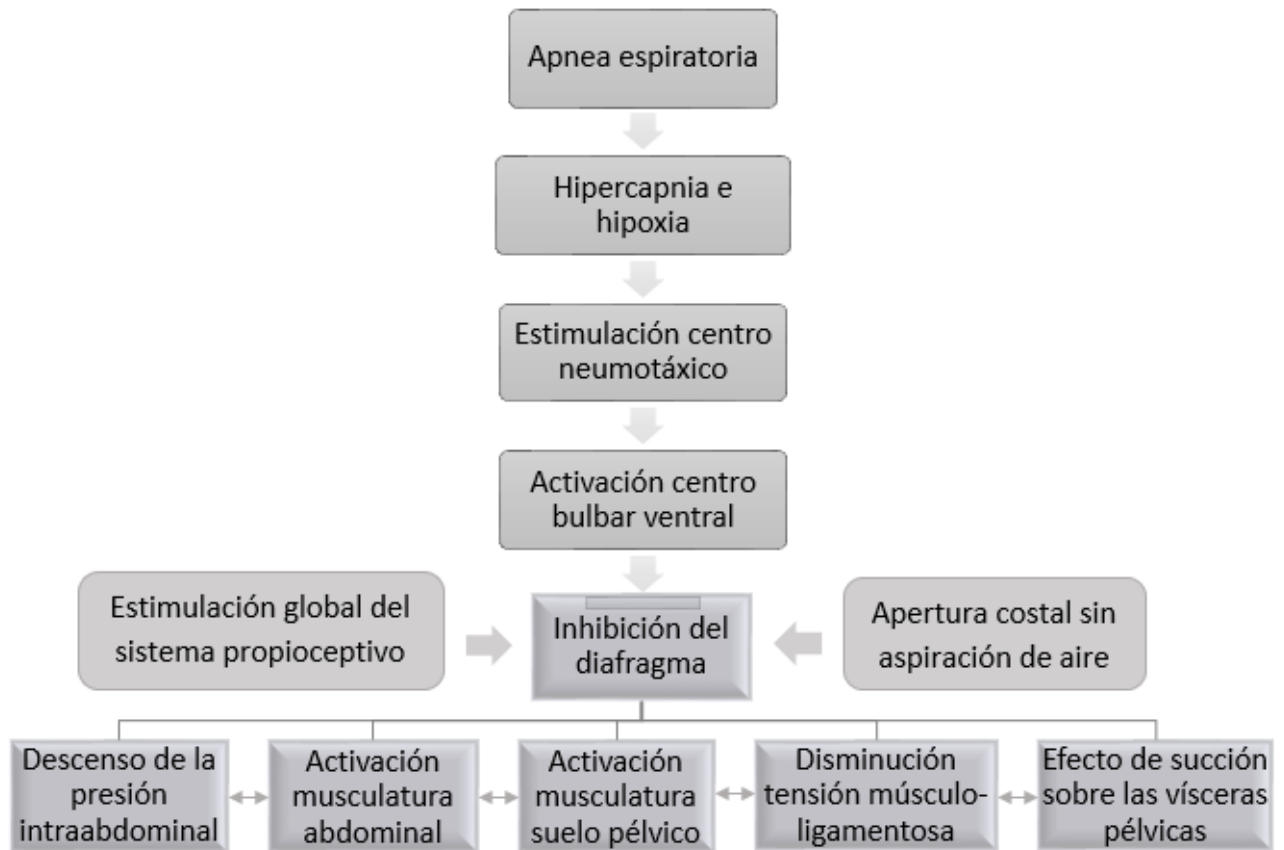 Apnea espiratoria
Hipercapnia e
hipoxia
Estimulación centro
neumotáxico
Activación centro
bulbar ventral
Estimulación global del
sistema propioceptivo
Inhibición del
diafragma
Apertura costal sin
aspiración de aire
Descenso de la
presión
intraabdominal
Activación
musculatura
abdominal
Activación
musculatura
suelo pélvico
Disminución
tensión músculo-
ligamentosa
Efecto de succión
sobre las vísceras
pélvicas